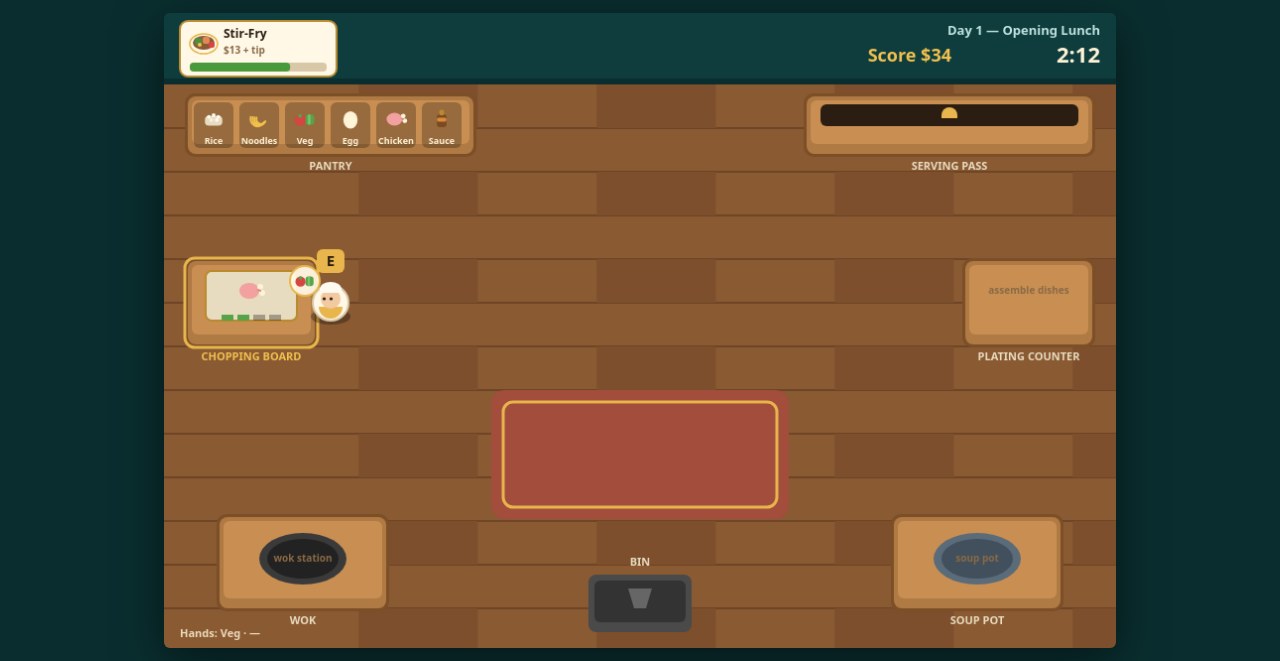 Stir-Fry
$13 + tip
Day 1 — Opening Lunch
Score $34
2:12
Rice
Noodles
Veg
Egg
Chicken
Sauce
PANTRY
SERVING PASS
E
CHOPPING BOARD
assemble dishes
PLATING COUNTER
wok station
WOK
BIN
soup pot
SOUP POT
Hands: Veg · —